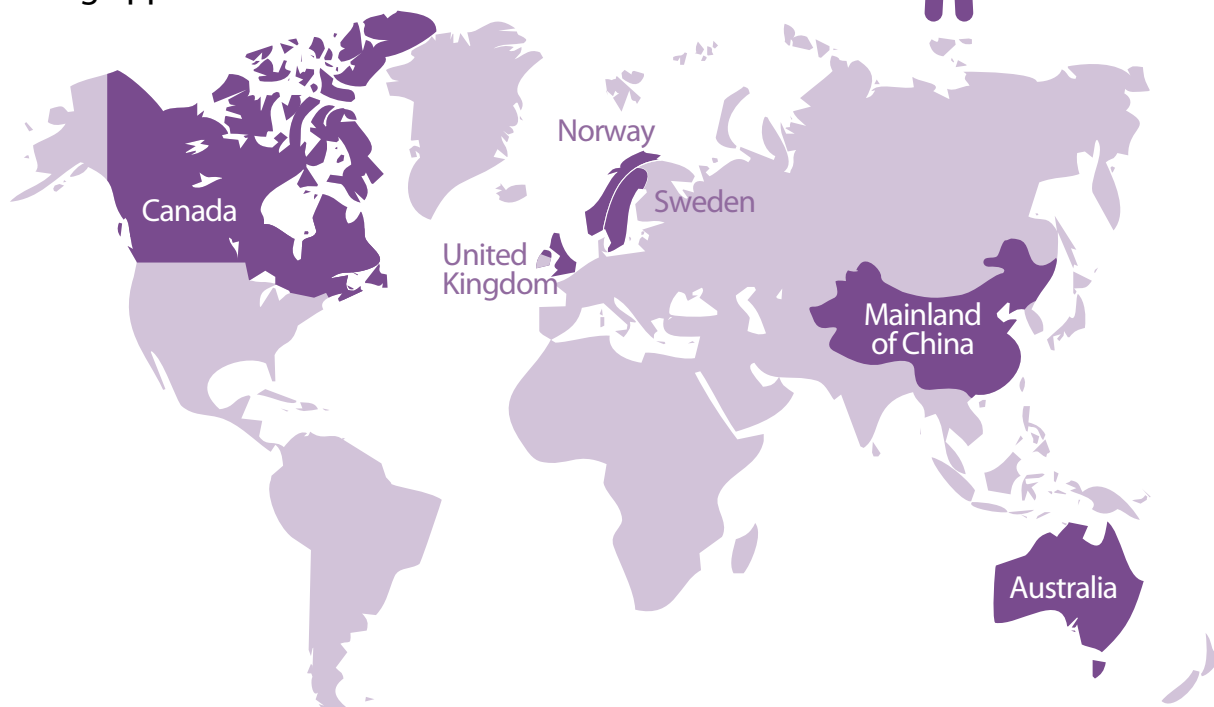 Norway
Canada
Sweden
United
Kingdom
Mainland
of China
Australia